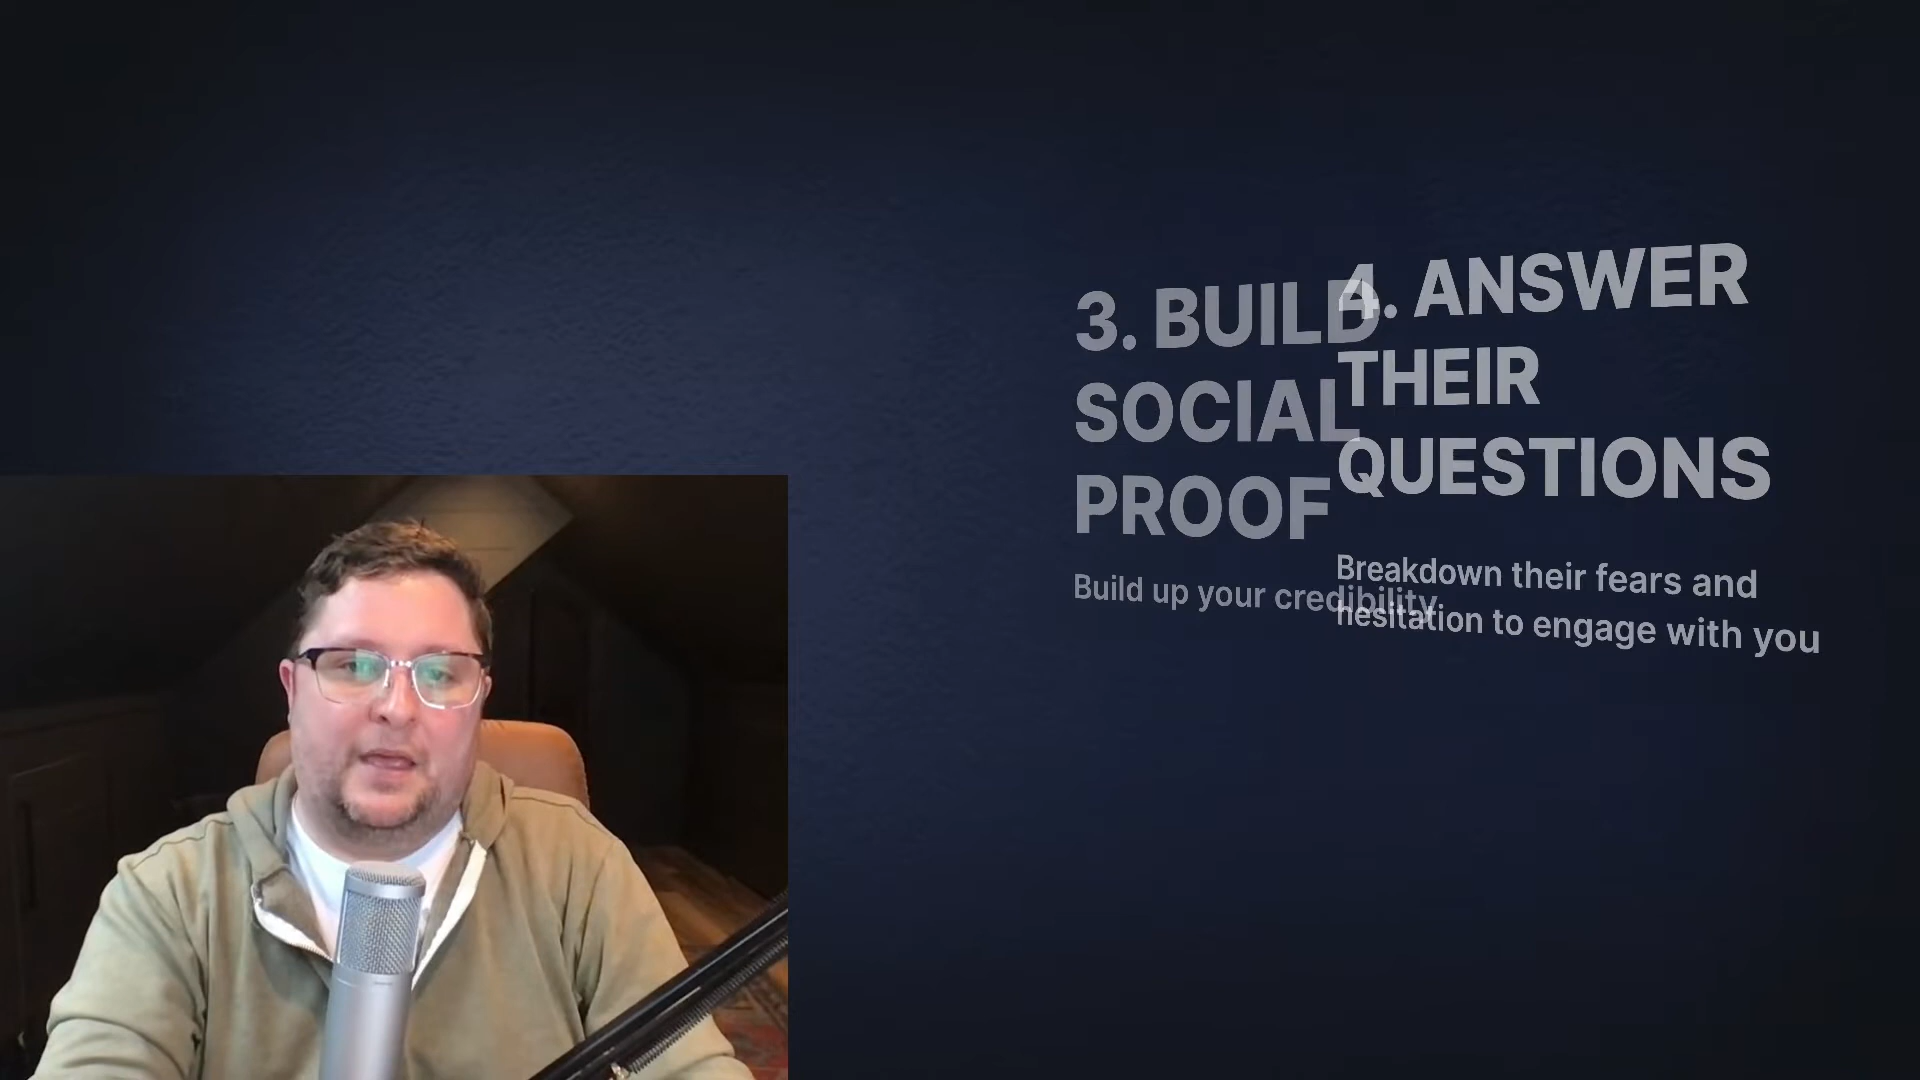 3. BUILD
SOCIAL
PROOF
Build up your credibility
4. ANSWER
THEIR
QUESTIONS
Breakdown their fears and
hesitation to engage with you